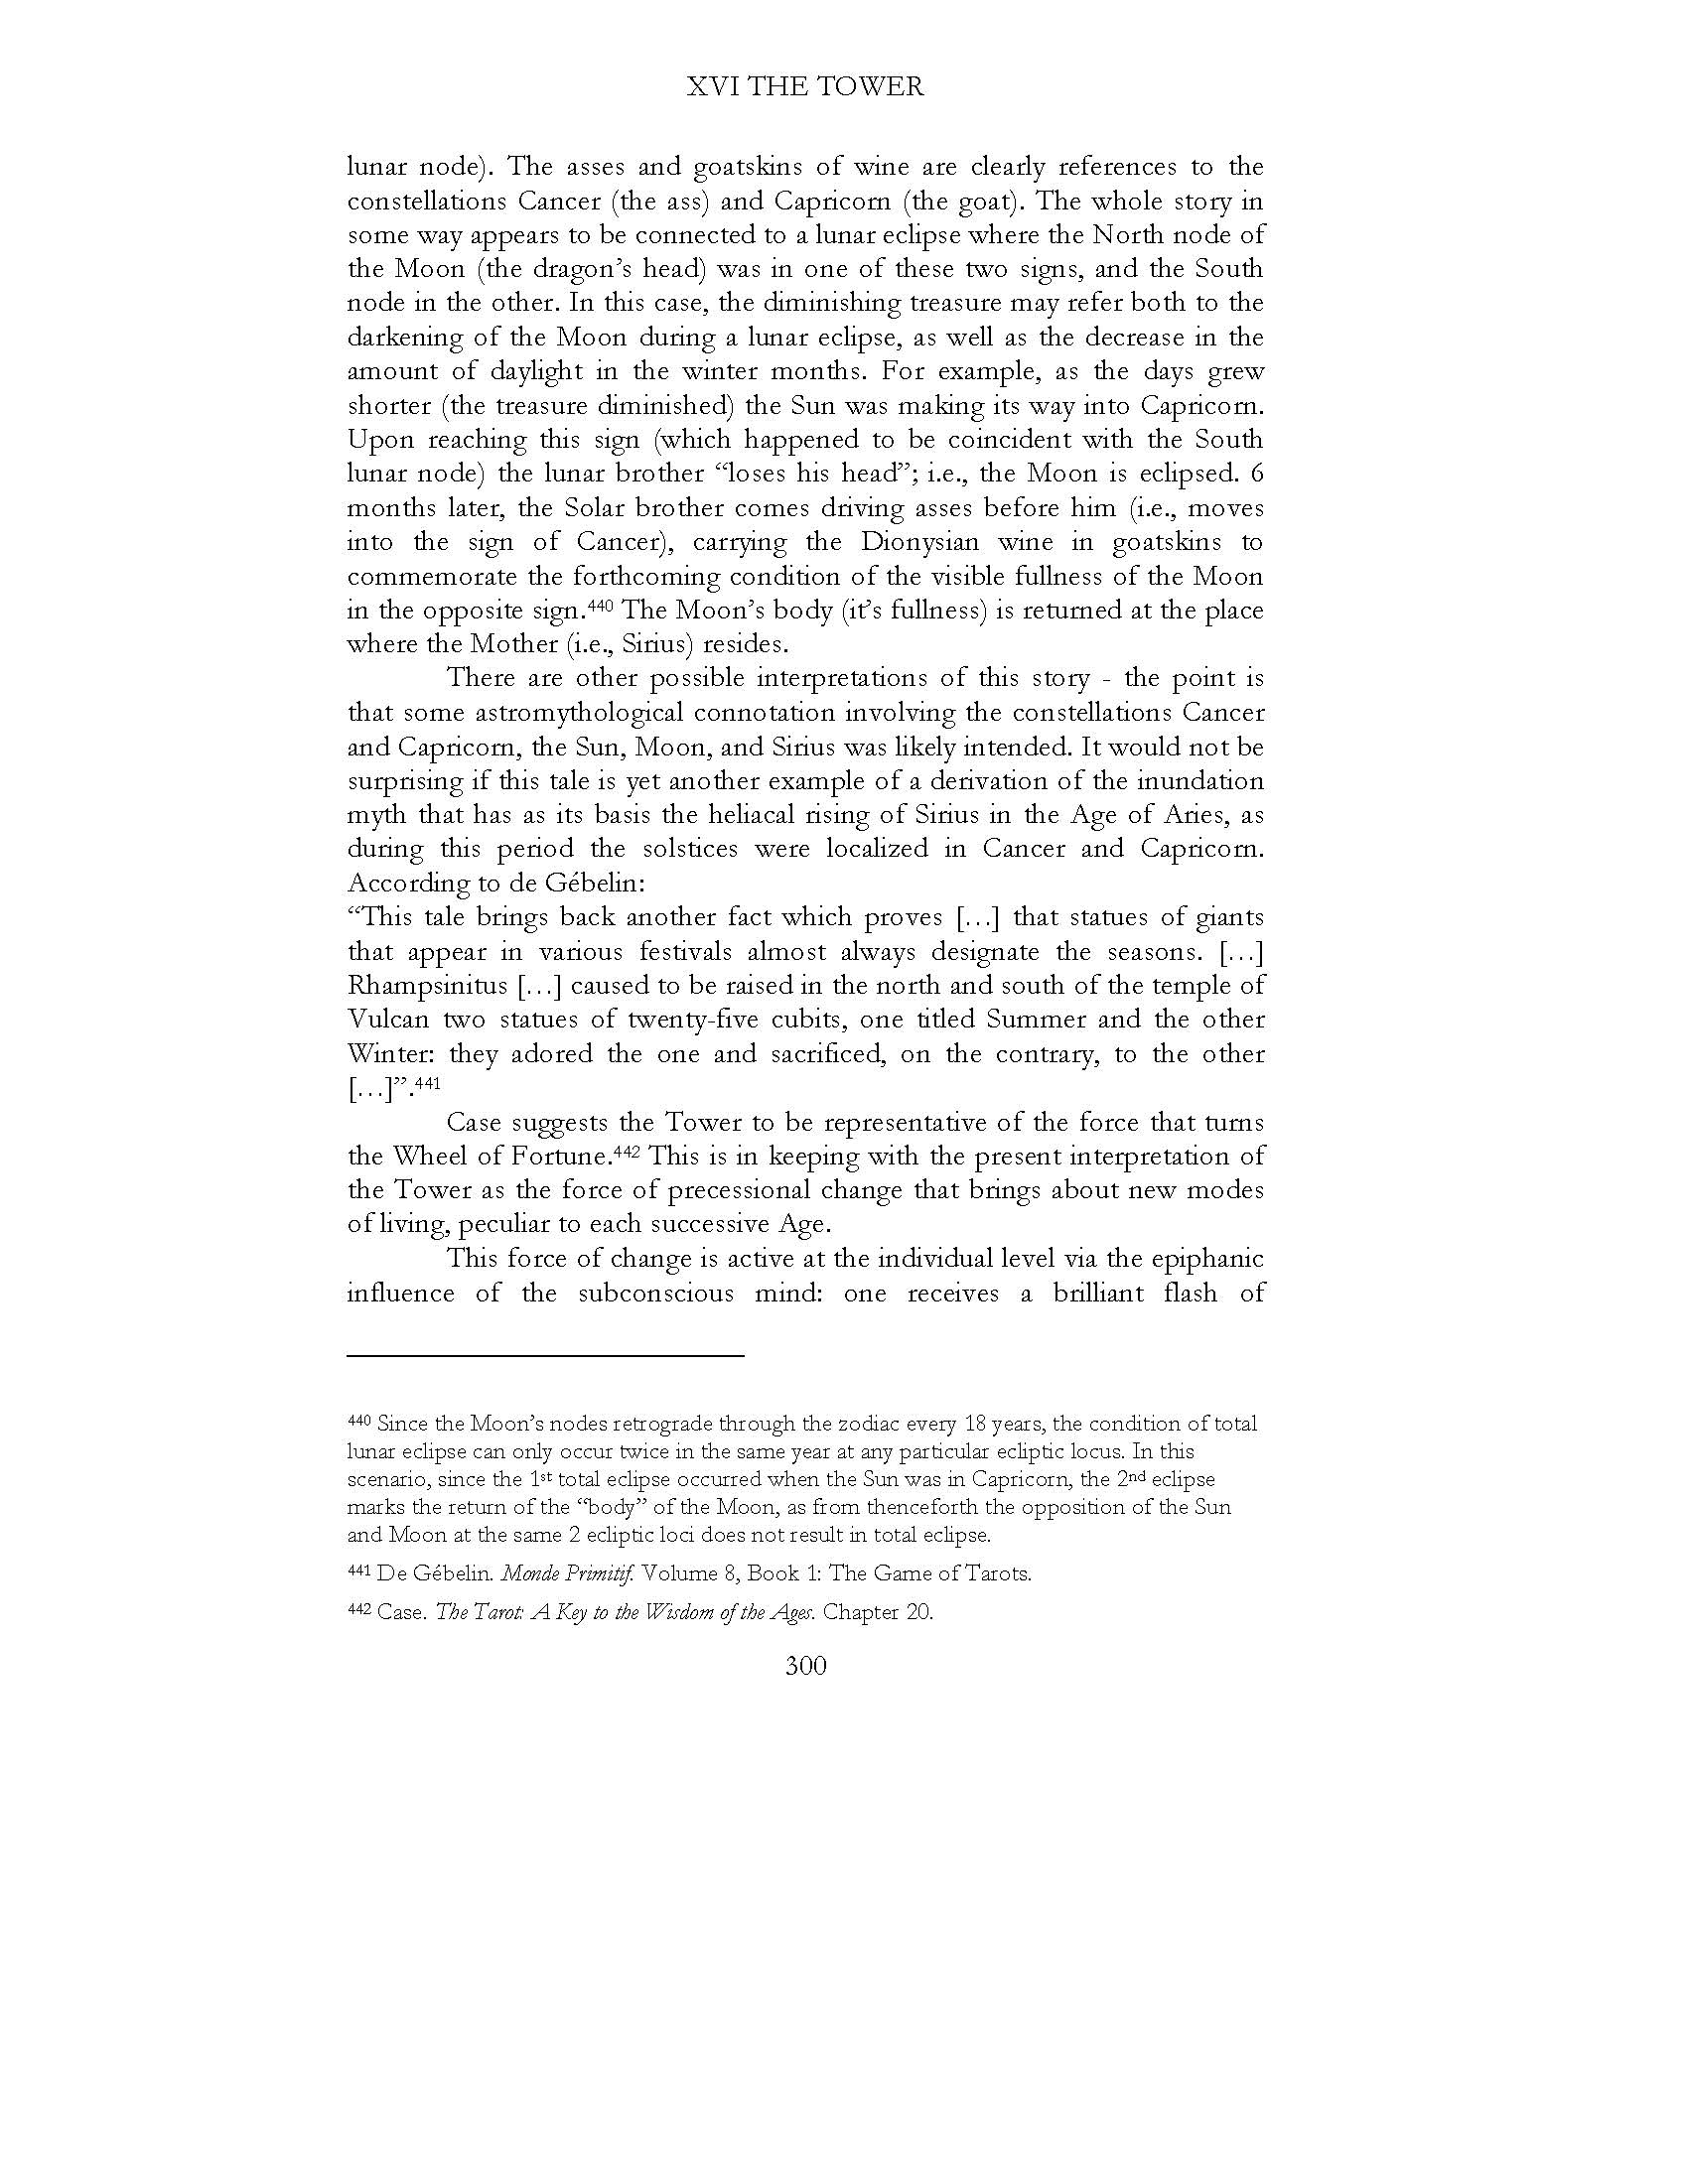 XVI THE TOWER
lunar node). The asses and goatskins of wine are clearly references to the
constellations Cancer (the ass) and Capricorn (the goat). The whole story in
some way appears to be connected to a lunar eclipse where the North node of
the Moon (the dragon’s head) was in one of these two signs, and the South
node in the other. In this case, the diminishing treasure may refer both to the
darkening of the Moon during a lunar eclipse, as well as the decrease in the
amount of daylight in the winter months. For example, as the days grew
shorter (the treasure diminished) the Sun was making its way into Capricorn.
Upon reaching this sign (which happened to be coincident with the South
lunar node) the lunar brother “loses his head”; i.e., the Moon is eclipsed. 6
months later, the Solar brother comes driving asses before him (i.e., moves
into the sign of Cancer), carrying the Dionysian wine in goatskins to
commemorate the forthcoming condition of the visible fullness of the Moon
in the opposite sign.440 The Moon’s body (it’s fullness) is returned at the place
where the Mother (i.e., Sirius) resides.
There are other possible interpretations of this story - the point is
that some astromythological connotation involving the constellations Cancer
and Capricorn, the Sun, Moon, and Sirius was likely intended. It would not be
surprising if this tale is yet another example of a derivation of the inundation
myth that has as its basis the heliacal rising of Sirius in the Age of Aries, as
during this period the solstices were localized in Cancer and Capricorn.
According to de Gébelin:
“This tale brings back another fact which proves […] that statues of giants
that appear in various festivals almost always designate the seasons. […]
Rhampsinitus […] caused to be raised in the north and south of the temple of
Vulcan two statues of twenty-five cubits, one titled Summer and the other
Winter: they adored the one and sacrificed, on the contrary, to the other
[…]”.441
Case suggests the Tower to be representative of the force that turns
the Wheel of Fortune.442 This is in keeping with the present interpretation of
the Tower as the force of precessional change that brings about new modes
of living, peculiar to each successive Age.
This force of change is active at the individual level via the epiphanic
influence of the subconscious mind: one receives a brilliant flash of
440 Since the Moon’s nodes retrograde through the zodiac every 18 years, the condition of total
lunar eclipse can only occur twice in the same year at any particular ecliptic locus. In this
scenario, since the 1st total eclipse occurred when the Sun was in Capricorn, the 2nd eclipse
marks the return of the “body” of the Moon, as from thenceforth the opposition of the Sun
and Moon at the same 2 ecliptic loci does not result in total eclipse.
441 De Gébelin. Monde Primitif. Volume 8, Book 1: The Game of Tarots.
442 Case. The Tarot: A Key to the Wisdom of the Ages. Chapter 20.
300